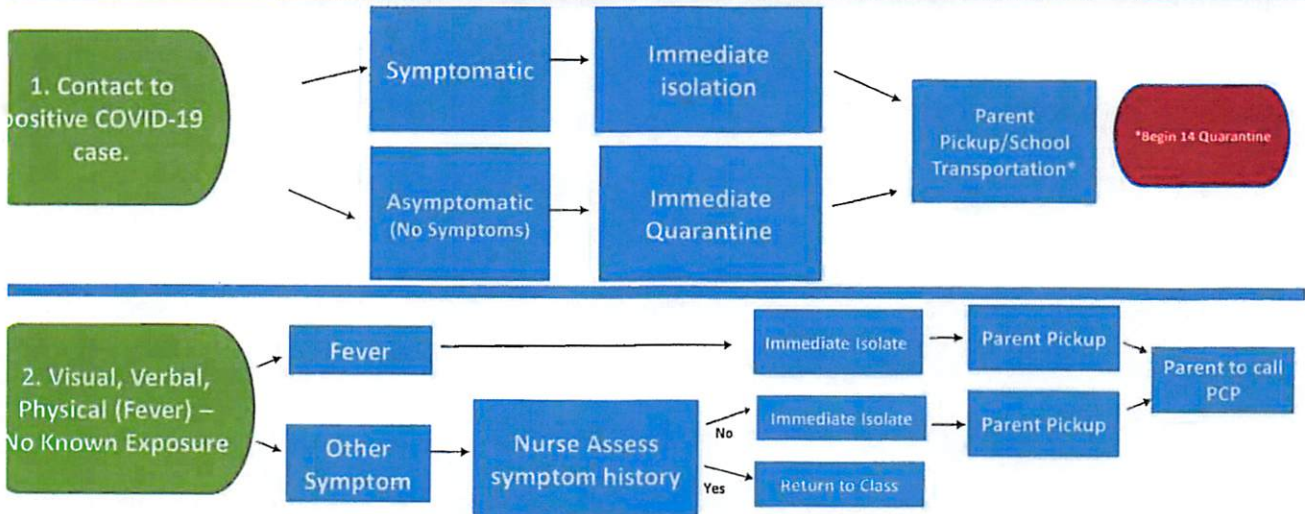 1. Contact to
positive COVID-19
case.
Symptomatic
Immediate
isolation
Asymptomatic
(No Symptoms)
Immediate
Quarantine
Parent
Pickup/School
Transportation*
*Begin 14 Quarantine
2. Visual, Verbal,
Physical (Fever) –
No Known Exposure
Fever
Immediate Isolate
Parent Pickup
Other
Symptom
Nurse Assess
symptom history
No
Immediate Isolate
Parent Pickup
Yes
Return to Class
Parent to call
PCP